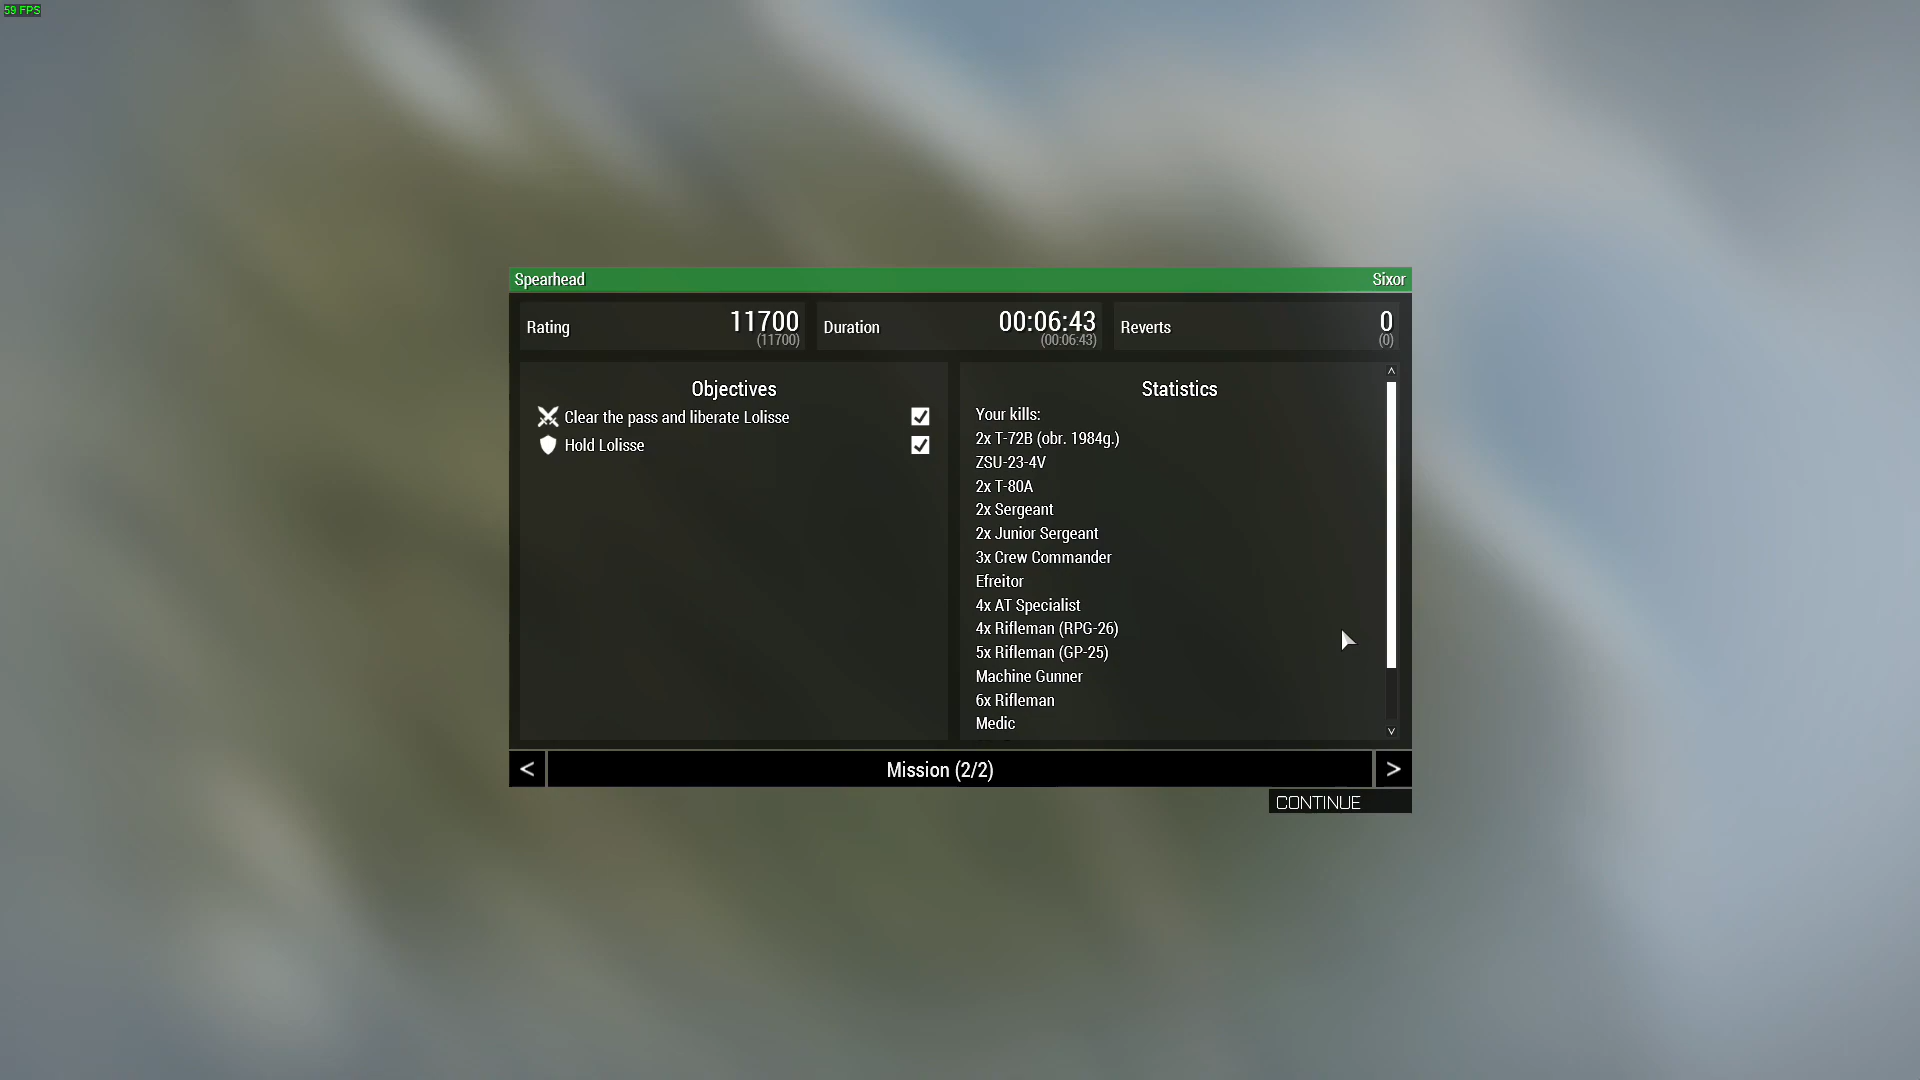 59 FPS
Spearhead
Sixor
Rating
11700
(11700)
Duration
00:06:43
(00:06:43)
Reverts
0
(0)
Objectives
Clear the pass and liberate Lolisse
Hold Lolisse
Statistics
Your kills:
2x T-72B (obr. 1984g.)
ZSU-23-4V
2x T-80A
2x Sergeant
2x Junior Sergeant
3x Crew Commander
Efreitor
4x AT Specialist
4x Rifleman (RPG-26)
5x Rifleman (GP-25)
Machine Gunner
6x Rifleman
Medic
< Mission (2/2) >
CONTINUE